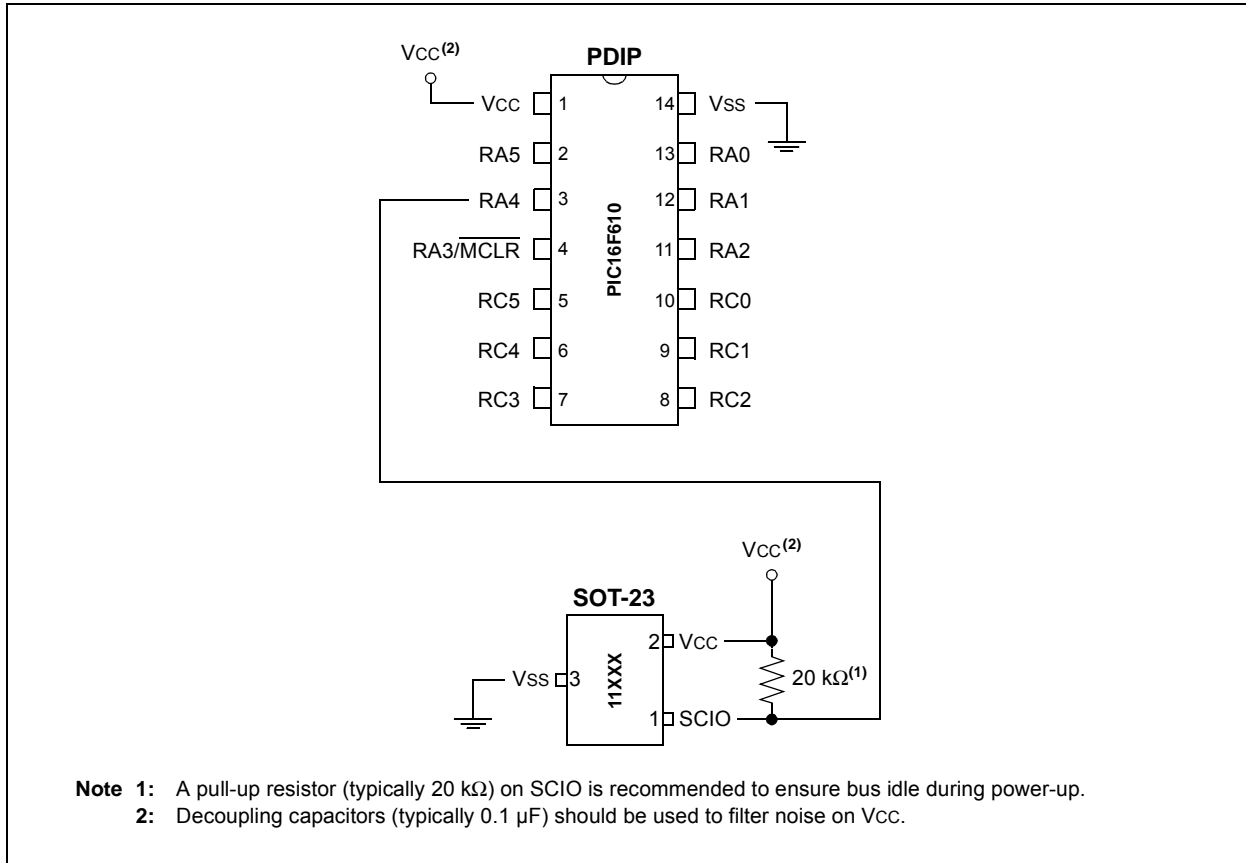 VCC(2)
PDIP
VCC 1 14 VSS
RA5 2 13 RA0
RA4 3 12 RA1
RA3/MCLR 4 11 RA2
RC5 5 10 RC0
RC4 6 9 RC1
RC3 7 8 RC2
PIC16F610
VCC(2)
SOT-23
2 VCC
VSS 3
11XXX
20 kΩ(1)
1 SCIO
Note 1: A pull-up resistor (typically 20 kΩ) on SCIO is recommended to ensure bus idle during power-up.
2: Decoupling capacitors (typically 0.1 µF) should be used to filter noise on VCC.